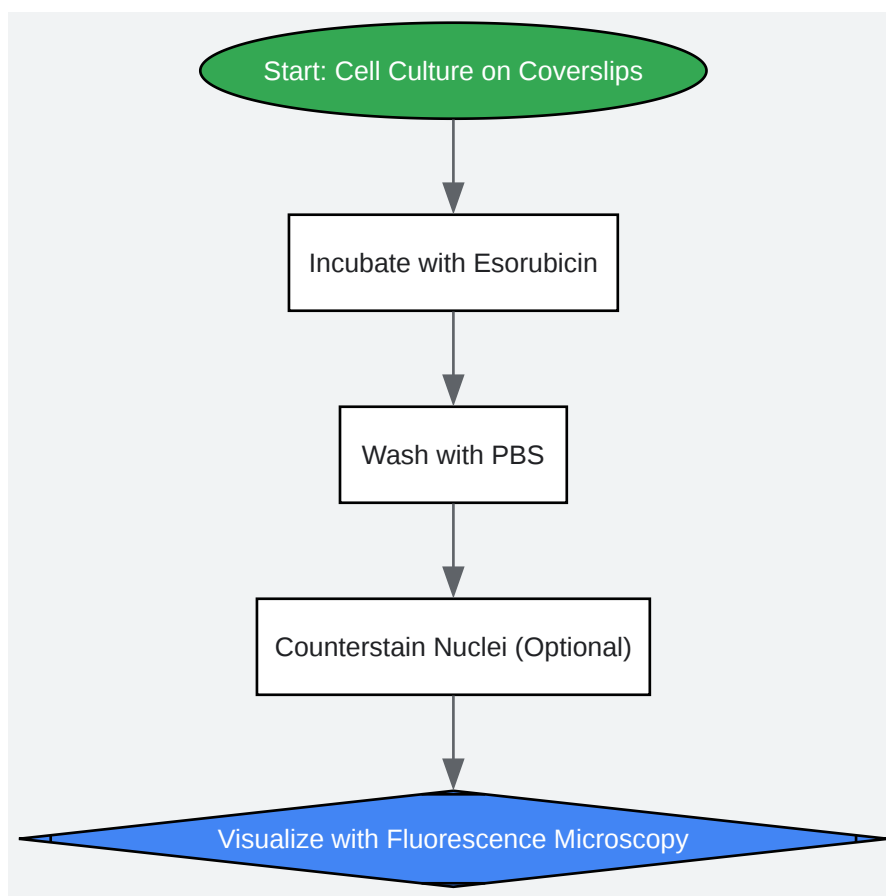 Start: Cell Culture on Coverslips
Incubate with Esorubicin
Wash with PBS
Counterstain Nuclei (Optional)
Visualize with Fluorescence Microscopy